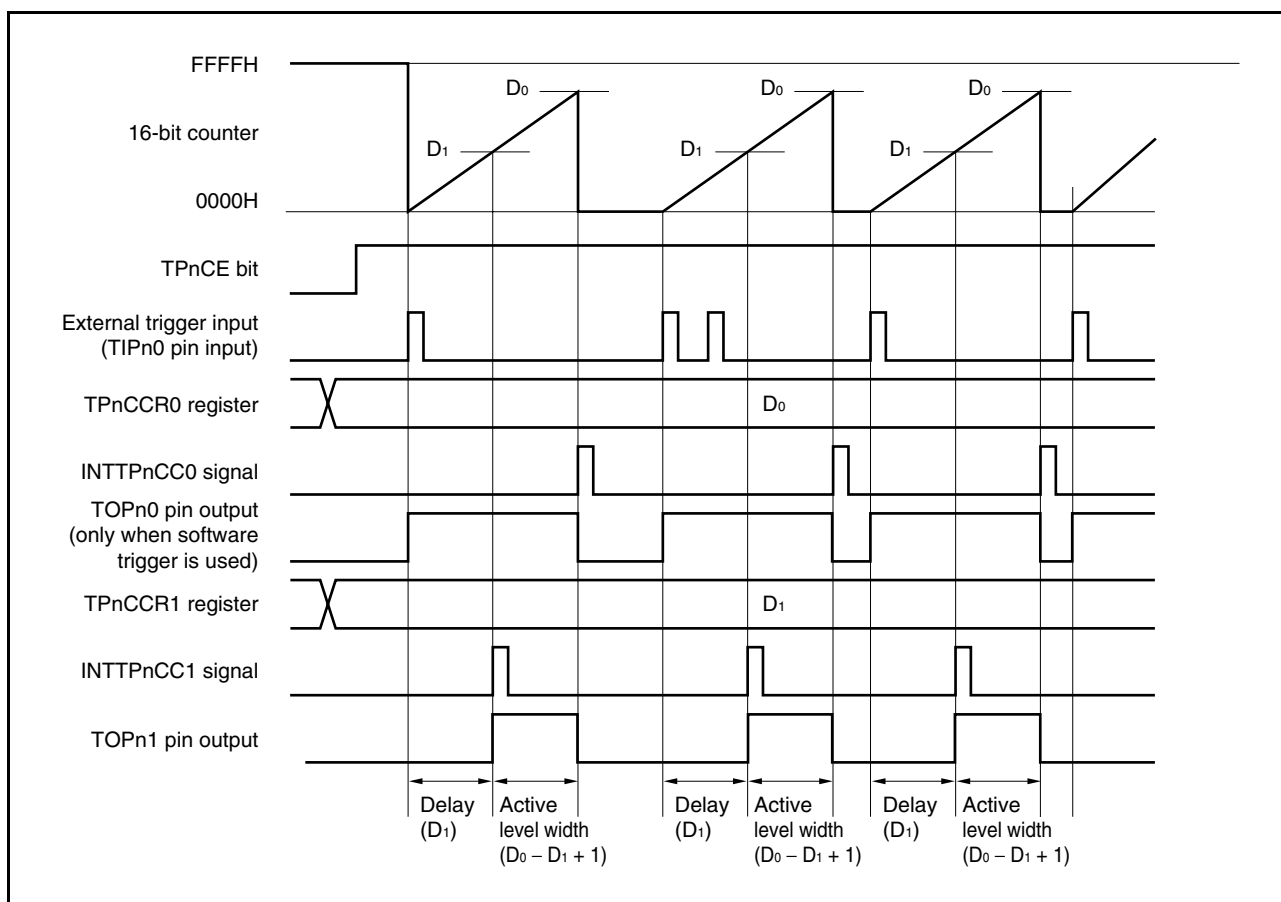 FFFFH
D0
D0
D0
16-bit counter
D1
D1
D1
0000H
TPnCE bit
External trigger input
(TIPn0 pin input)
TPnCCR0 register
D0
INTTPnCC0 signal
TOPn0 pin output
(only when software
trigger is used)
TPnCCR1 register
D1
INTTPnCC1 signal
TOPn1 pin output
Delay
(D1)
Active
level width
(D0 – D1 + 1)
Delay
(D1)
Active
level width
(D0 – D1 + 1)
Delay
(D1)
Active
level width
(D0 – D1 + 1)